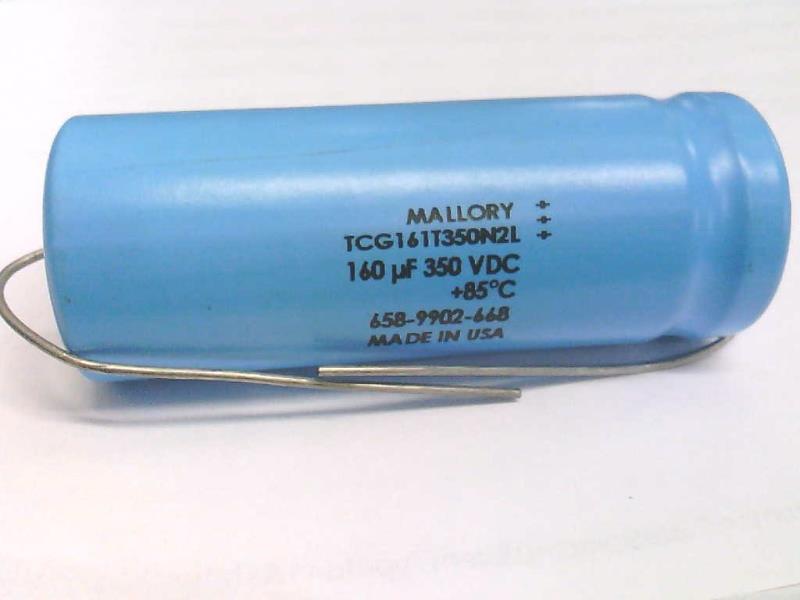 MALLORY +
+
TCG161T350N2L +
160 µF 350 VDC
+85°C
658-9902-668
MADE IN USA